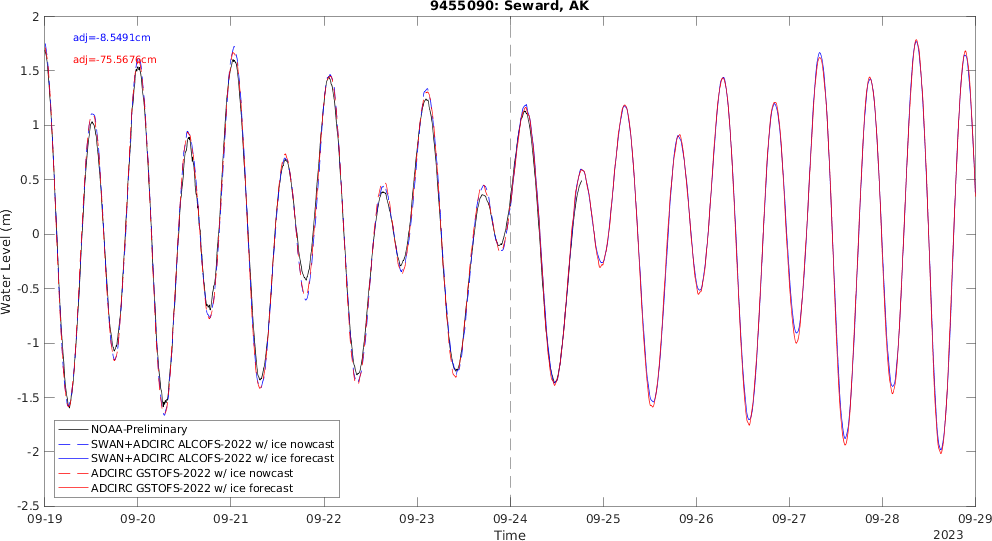 9455090: Seward, AK
adj=-8.5491cm
adj=-75.5676cm
Water Level (m)
2
1.5
1
0.5
0
-0.5
-1
-1.5
-2
-2.5
NOAA-Preliminary
SWAN+ADCIRC ALCOFS-2022 w/ ice nowcast
SWAN+ADCIRC ALCOFS-2022 w/ ice forecast
ADCIRC GSTOFS-2022 w/ ice nowcast
ADCIRC GSTOFS-2022 w/ ice forecast
09-19 09-20 09-21 09-22 09-23 09-24 09-25 09-26 09-27 09-28 09-29
Time
2023